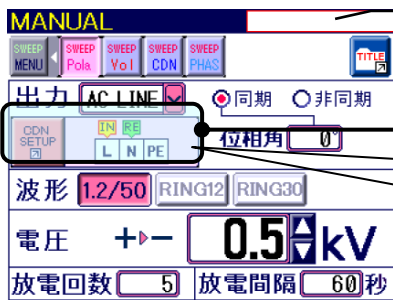 MANUAL
SWEEP MENU SWEEP Pola SWEEP Vol SWEEP CDN SWEEP PHAS TITLE
出力 AC LINE 同期 非同期
CDN SETUP IN RE L N PE 位相角 0°
波形 1.2/50 RING12 RING30
電圧 +▷− 0.5 kV
放電回数 5 放電間隔 60 秒